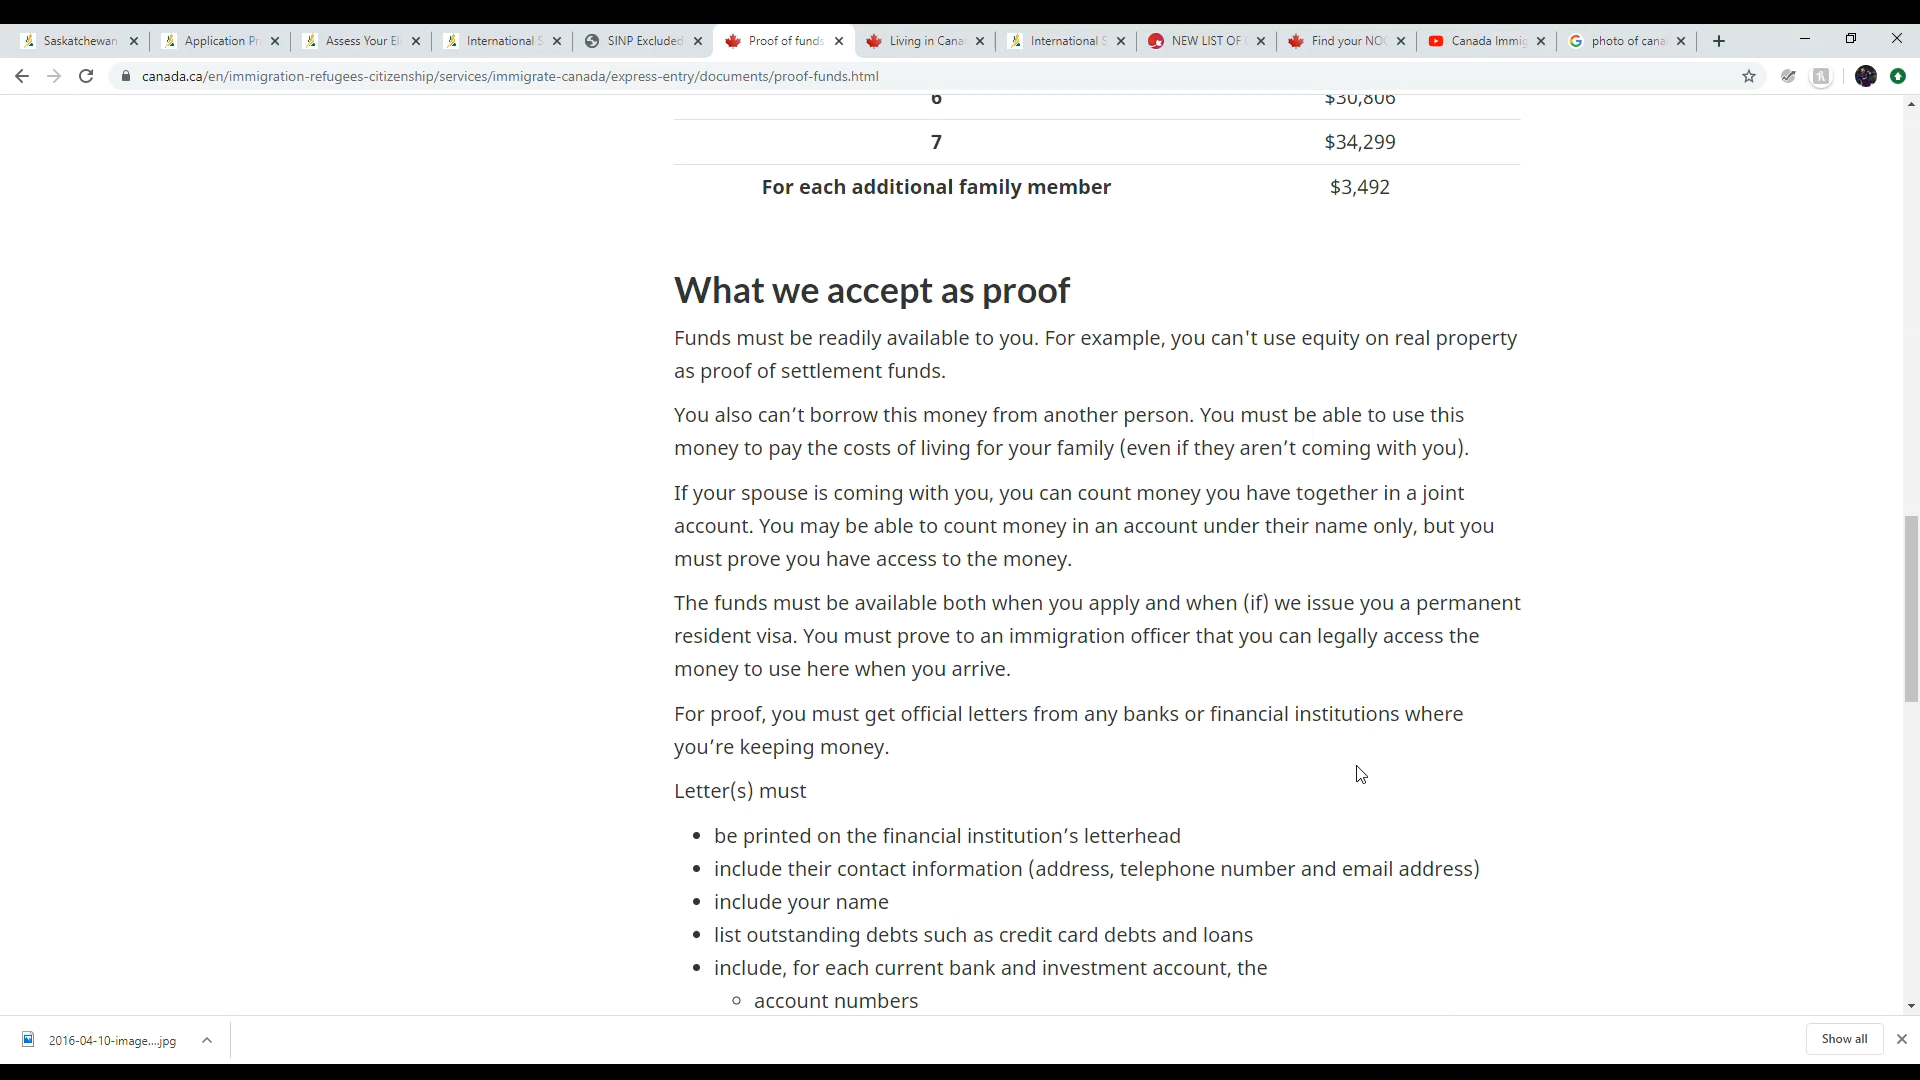 Saskatchewan
Application Pr
Assess Your El
International S
SINP Excluded
Proof of funds
Living in Cana
International S
NEW LIST OF
Find your NOC
Canada Immig
photo of cana
canada.ca/en/immigration-refugees-citizenship/services/immigrate-canada/express-entry/documents/proof-funds.html
6 $30,806
7 $34,299
For each additional family member $3,492
What we accept as proof
Funds must be readily available to you. For example, you can't use equity on real property
as proof of settlement funds.
You also can’t borrow this money from another person. You must be able to use this
money to pay the costs of living for your family (even if they aren’t coming with you).
If your spouse is coming with you, you can count money you have together in a joint
account. You may be able to count money in an account under their name only, but you
must prove you have access to the money.
The funds must be available both when you apply and when (if) we issue you a permanent
resident visa. You must prove to an immigration officer that you can legally access the
money to use here when you arrive.
For proof, you must get official letters from any banks or financial institutions where
you’re keeping money.
Letter(s) must
• be printed on the financial institution’s letterhead
• include their contact information (address, telephone number and email address)
• include your name
• list outstanding debts such as credit card debts and loans
• include, for each current bank and investment account, the
○ account numbers
2016-04-10-image....jpg
Show all